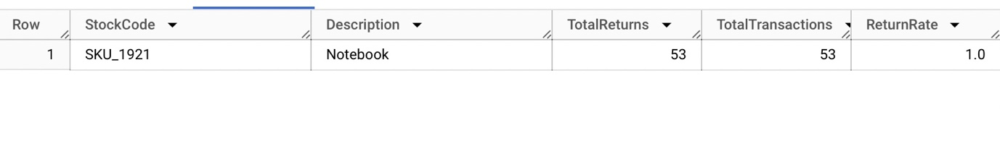 Row StockCode Description TotalReturns TotalTransactions ReturnRate
1 SKU_1921 Notebook 53 53 1.0